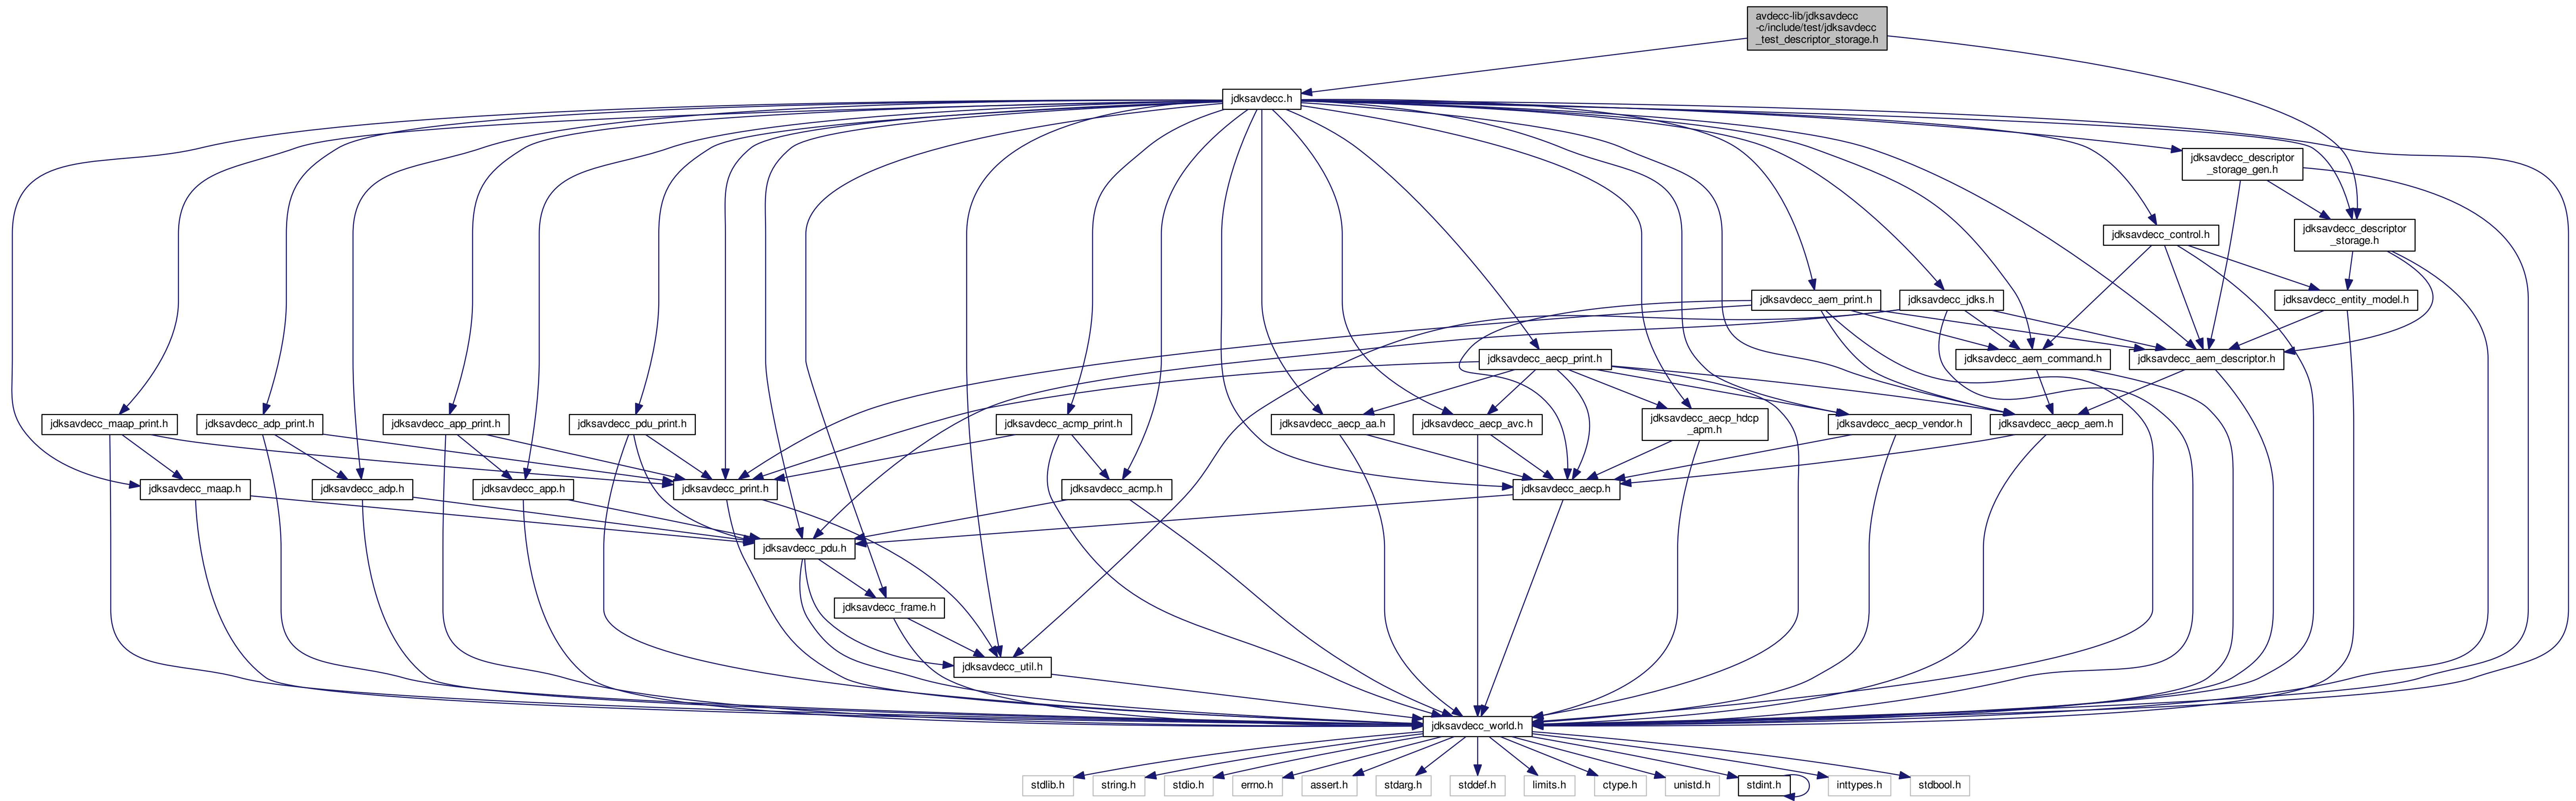 avdecc-lib/jdksavdecc
-c/include/test/jdksavdecc
_test_descriptor_storage.h
jdksavdecc.h
jdksavdecc_descriptor
_storage_gen.h
jdksavdecc_control.h
jdksavdecc_descriptor
_storage.h
jdksavdecc_aem_print.h
jdksavdecc_jdks.h
jdksavdecc_entity_model.h
jdksavdecc_aecp_print.h
jdksavdecc_aem_command.h
jdksavdecc_aem_descriptor.h
jdksavdecc_maap_print.h
jdksavdecc_adp_print.h
jdksavdecc_app_print.h
jdksavdecc_pdu_print.h
jdksavdecc_acmp_print.h
jdksavdecc_aecp_aa.h
jdksavdecc_aecp_avc.h
jdksavdecc_aecp_hdcp
_apm.h
jdksavdecc_aecp_vendor.h
jdksavdecc_aecp_aem.h
jdksavdecc_maap.h
jdksavdecc_adp.h
jdksavdecc_app.h
jdksavdecc_print.h
jdksavdecc_acmp.h
jdksavdecc_aecp.h
jdksavdecc_pdu.h
jdksavdecc_frame.h
jdksavdecc_util.h
jdksavdecc_world.h
stdlib.h
string.h
stdio.h
errno.h
assert.h
stdarg.h
stddef.h
limits.h
ctype.h
unistd.h
stdint.h
inttypes.h
stdbool.h